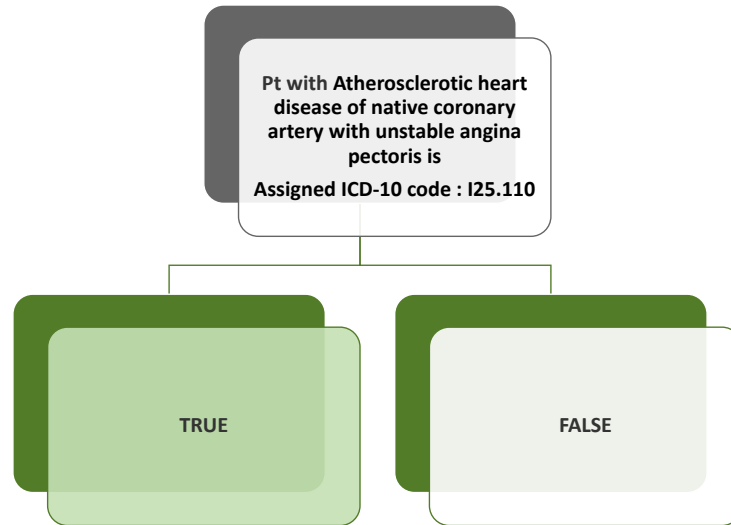 Pt with Atherosclerotic heart
disease of native coronary
artery with unstable angina
pectoris is
Assigned ICD-10 code : I25.110
TRUE
FALSE